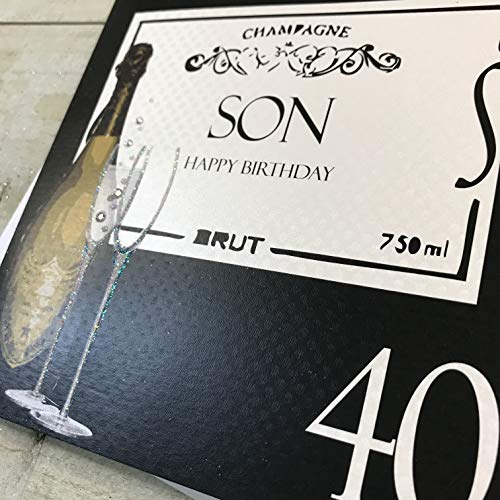 CHAMPAGNE
SON
HAPPY BIRTHDAY
BRUT 750ml
40